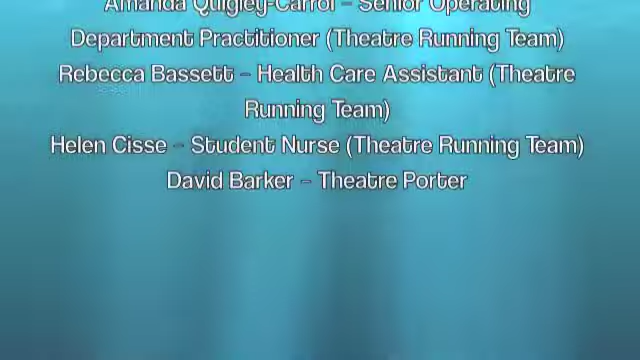 Amanda Quigley-Carrol – Senior Operating
Department Practitioner (Theatre Running Team)
Rebecca Bassett – Health Care Assistant (Theatre
Running Team)
Helen Cisse – Student Nurse (Theatre Running Team)
David Barker – Theatre Porter